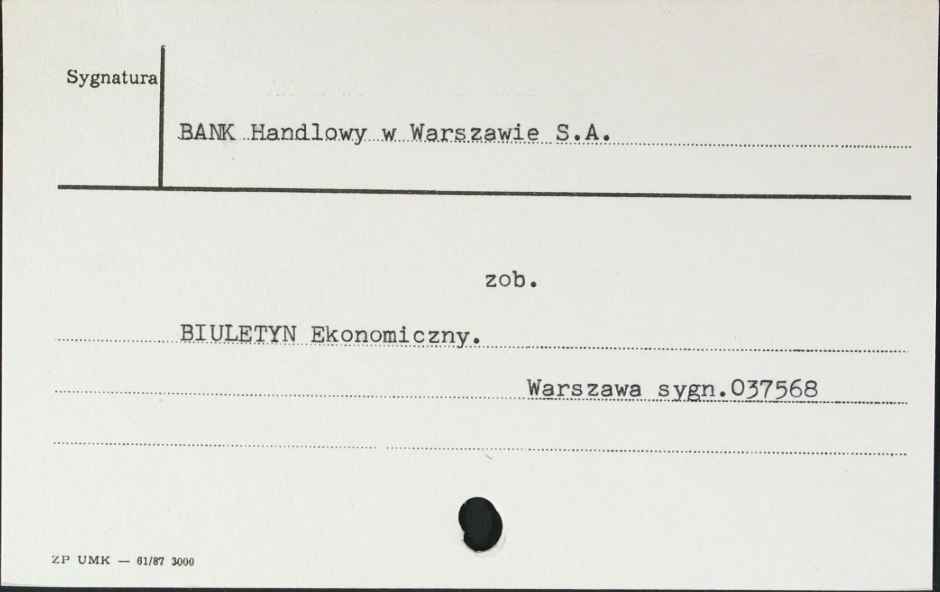 Sygnatura
BANK Handlowy w Warszawie S.A.
zob.
BIULETYN Ekonomiczny.
Warszawa sygn.037568
ZP UMK — 61/87 3000